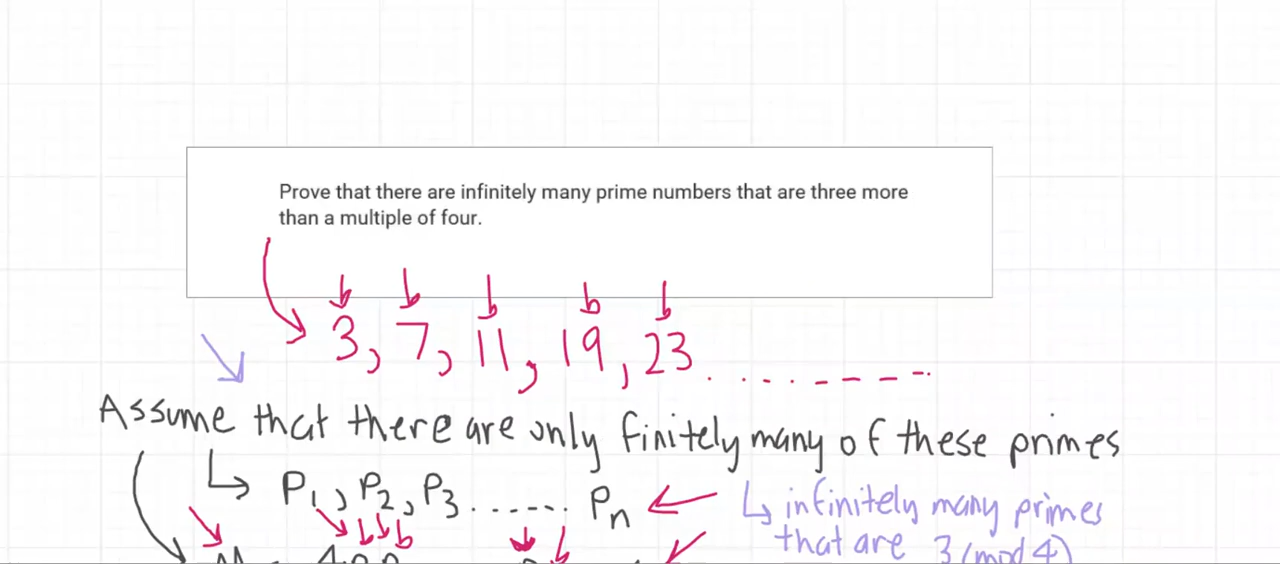 Prove that there are infinitely many prime numbers that are three more
than a multiple of four.
3, 7, 11, 19, 23 .......
Assume that there are only finitely many of these primes
P₁, P₂, P₃ ...... Pₙ
infinitely many primes
that are 3 (mod 4)